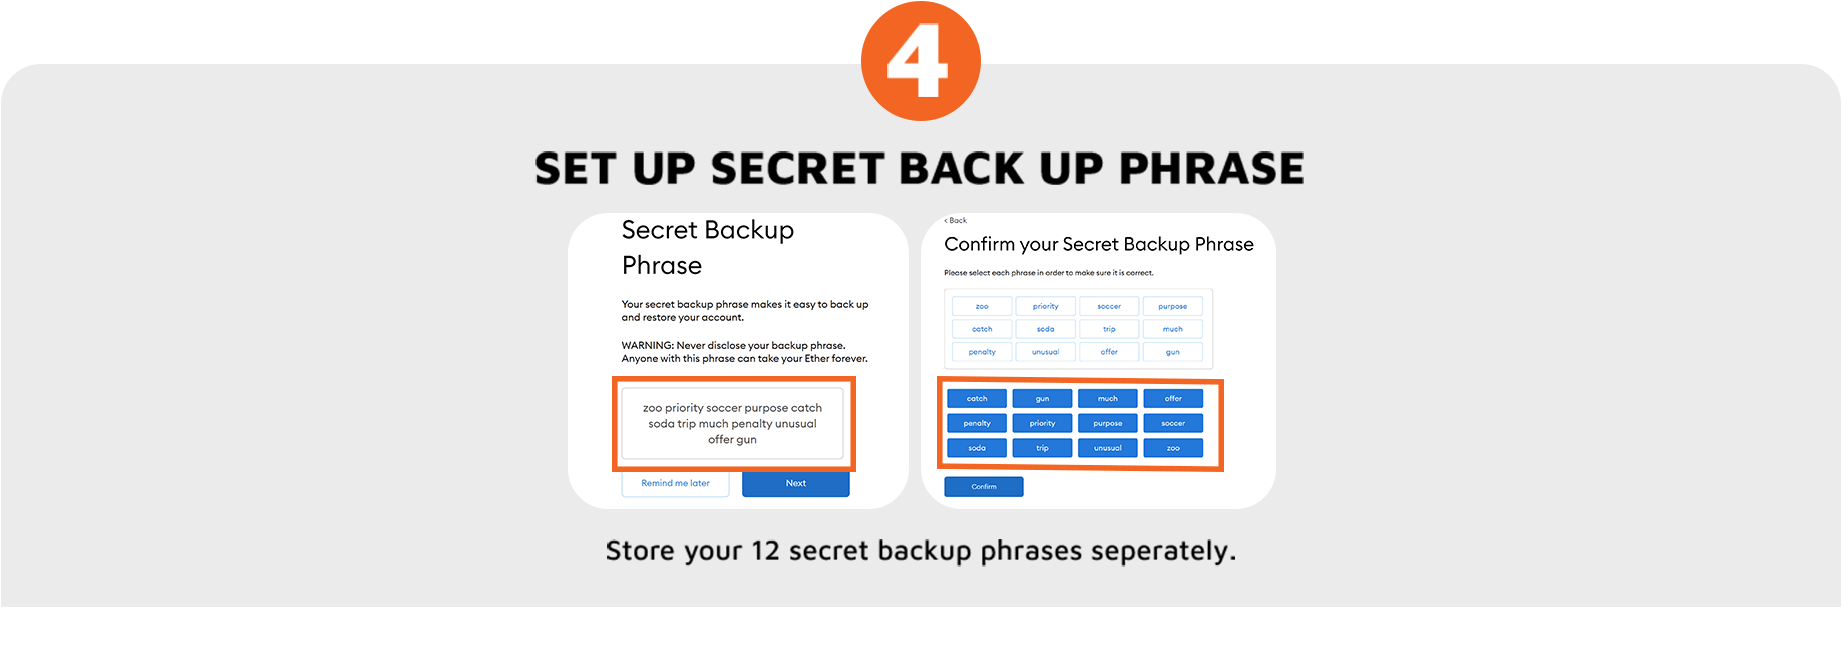 4
SET UP SECRET BACK UP PHRASE
Secret Backup
Phrase
Your secret backup phrase makes it easy to back up
and restore your account.
WARNING: Never disclose your backup phrase.
Anyone with this phrase can take your Ether forever.
zoo priority soccer purpose catch
soda trip much penalty unusual
offer gun
Remind me later Next
< Back
Confirm your Secret Backup Phrase
Please select each phrase in order to make sure it is correct.
zoo priority soccer purpose
catch soda trip much
penalty unusual offer gun
catch gun much offer
penalty priority purpose soccer
soda trip unusual zoo
Confirm
Store your 12 secret backup phrases seperately.